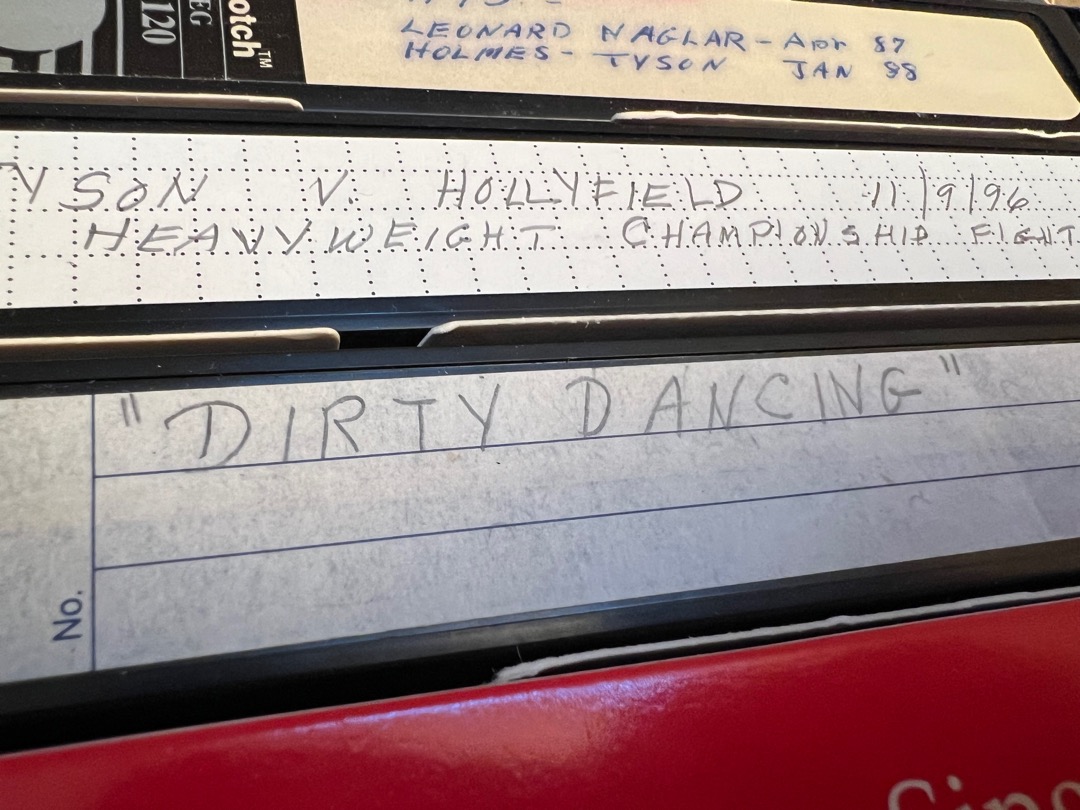 otch™
EG
120
LEONARD NAGLAR - Apr 87
HOLMES - TYSON JAN 88
YSON V. HOLLYFIELD 11/9/96
HEAVYWEIGHT CHAMPIONSHIP FIGHT
"DIRTY DANCING"
No.